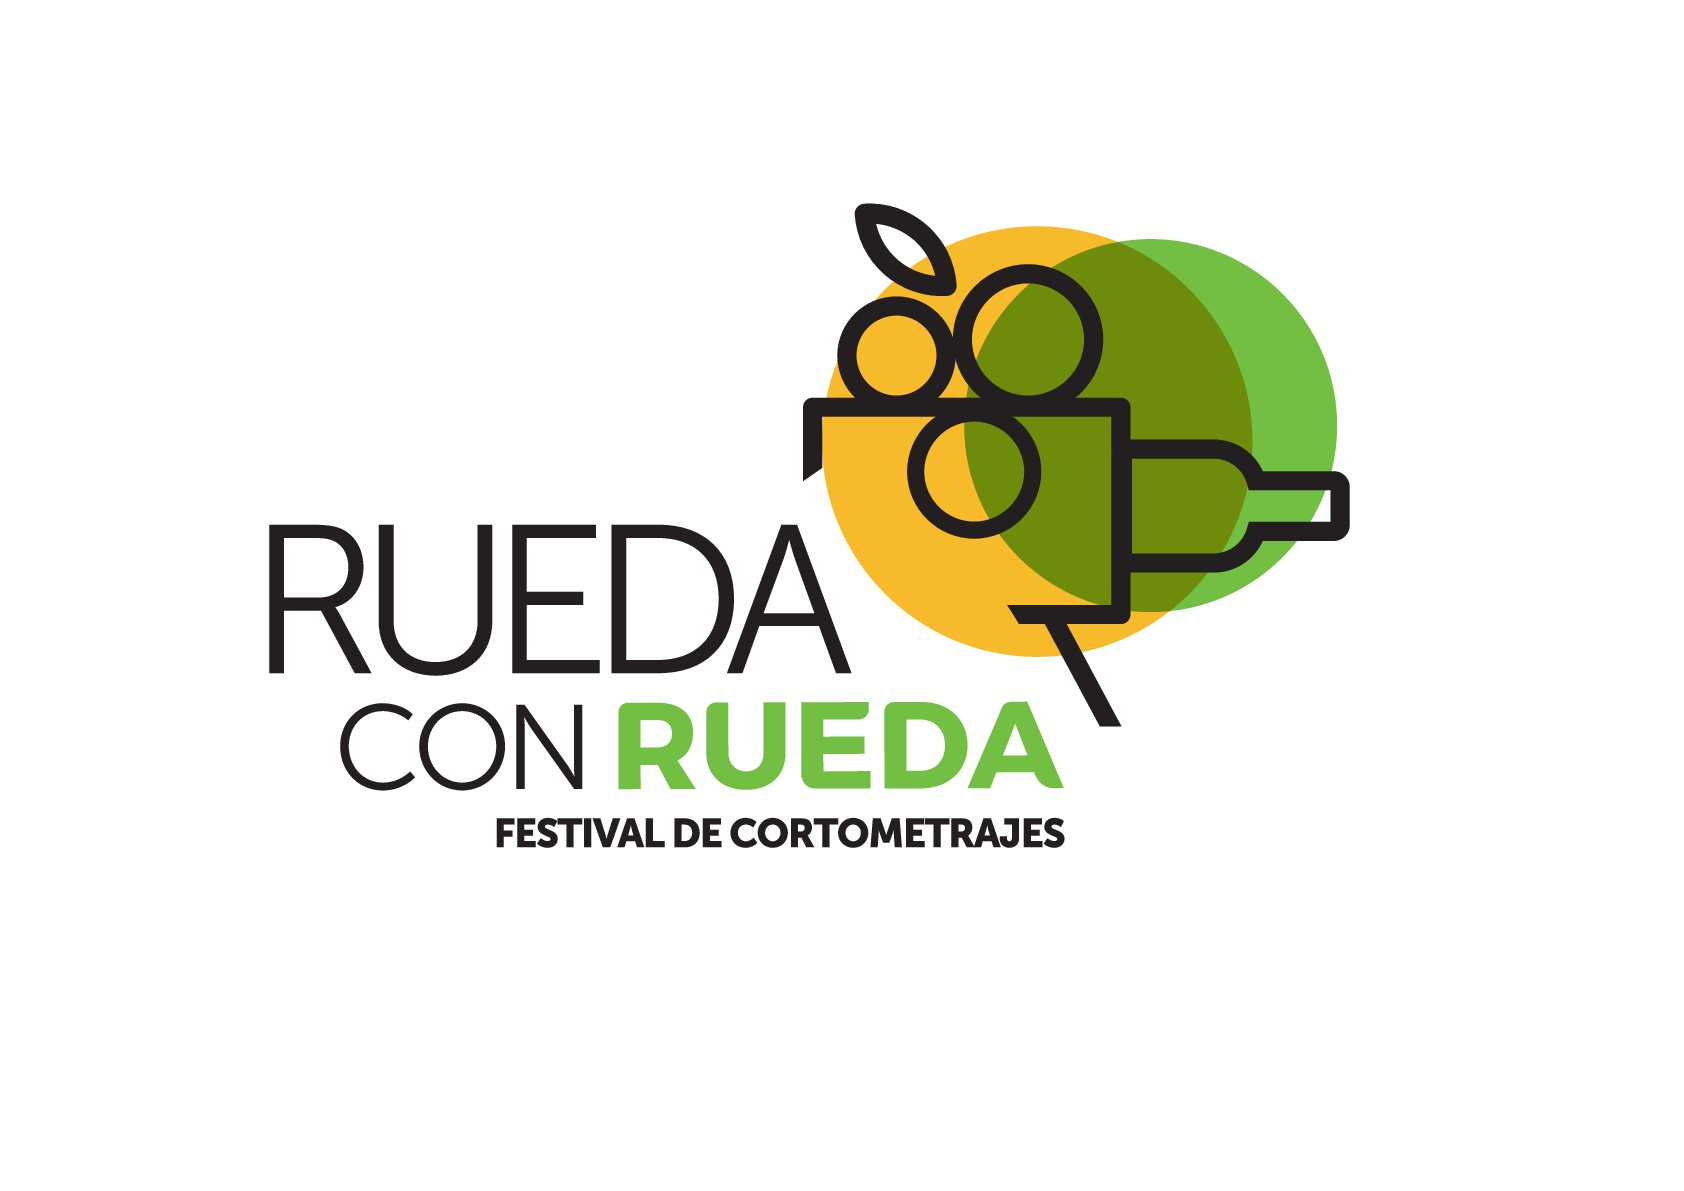 RUEDA
CON RUEDA
FESTIVAL DE CORTOMETRAJES